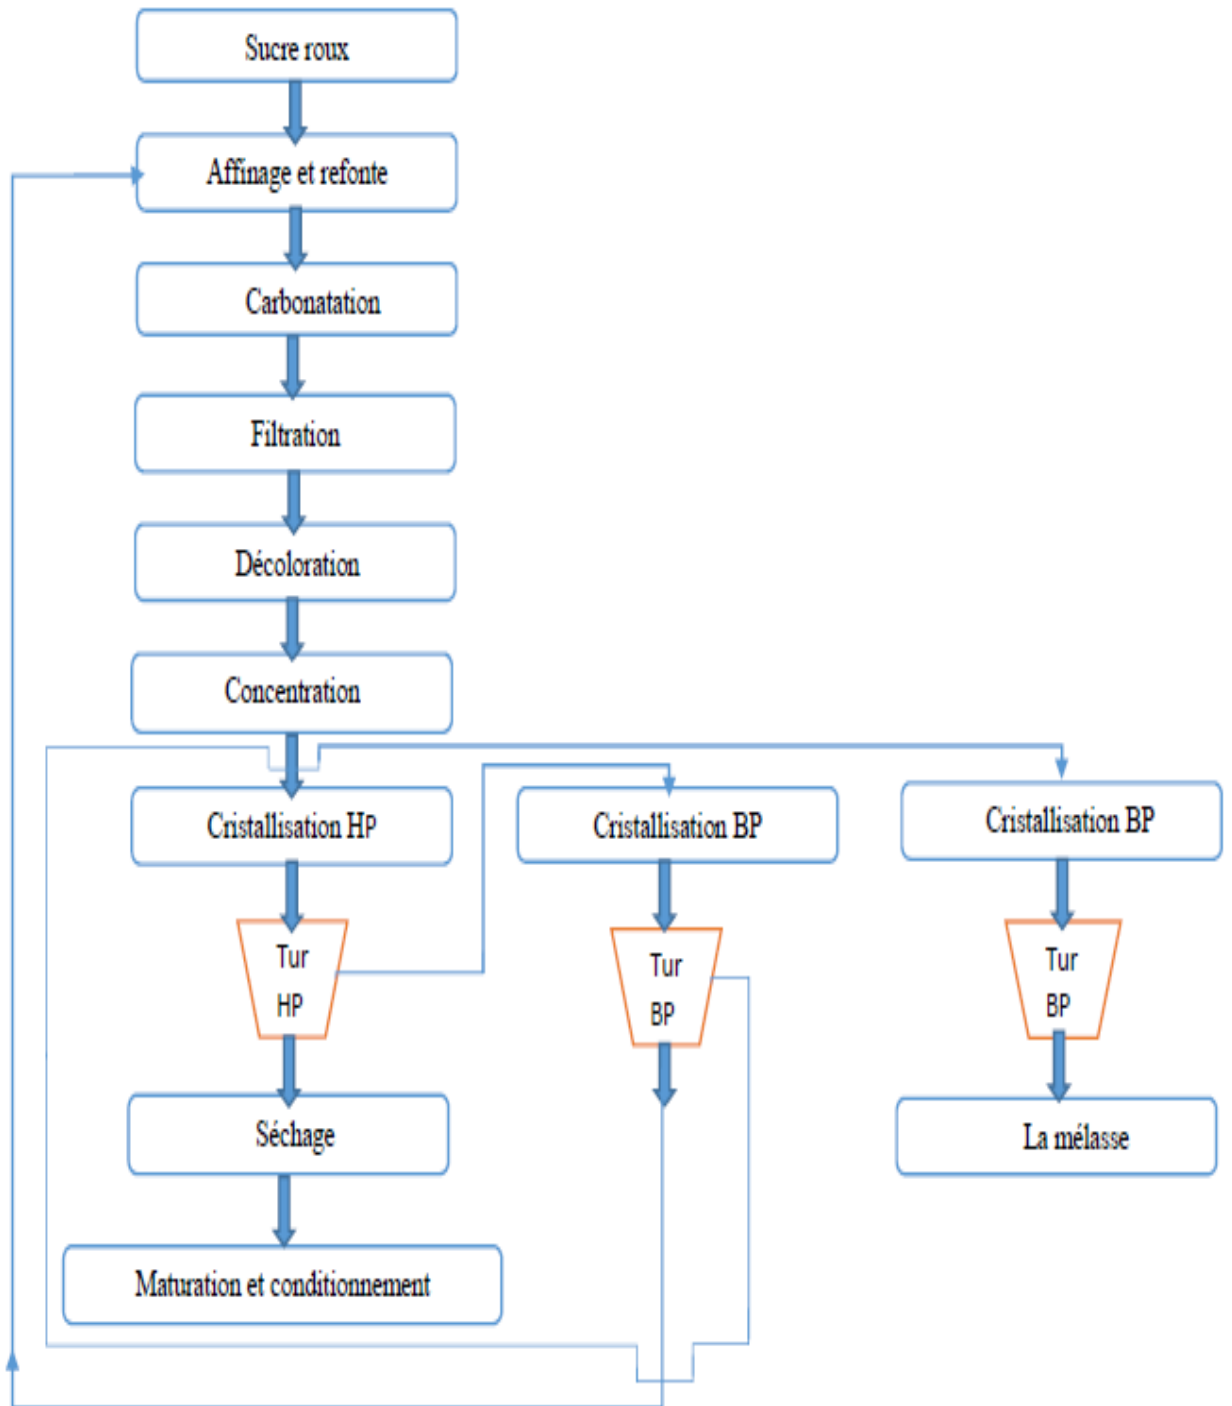 Sucre roux
Affinage et refonte
Carbonatation
Filtration
Décoloration
Concentration
Cristallisation HP
Cristallisation BP
Cristallisation BP
Tur
HP
Tur
BP
Tur
BP
Séchage
La mélasse
Maturation et conditionnement